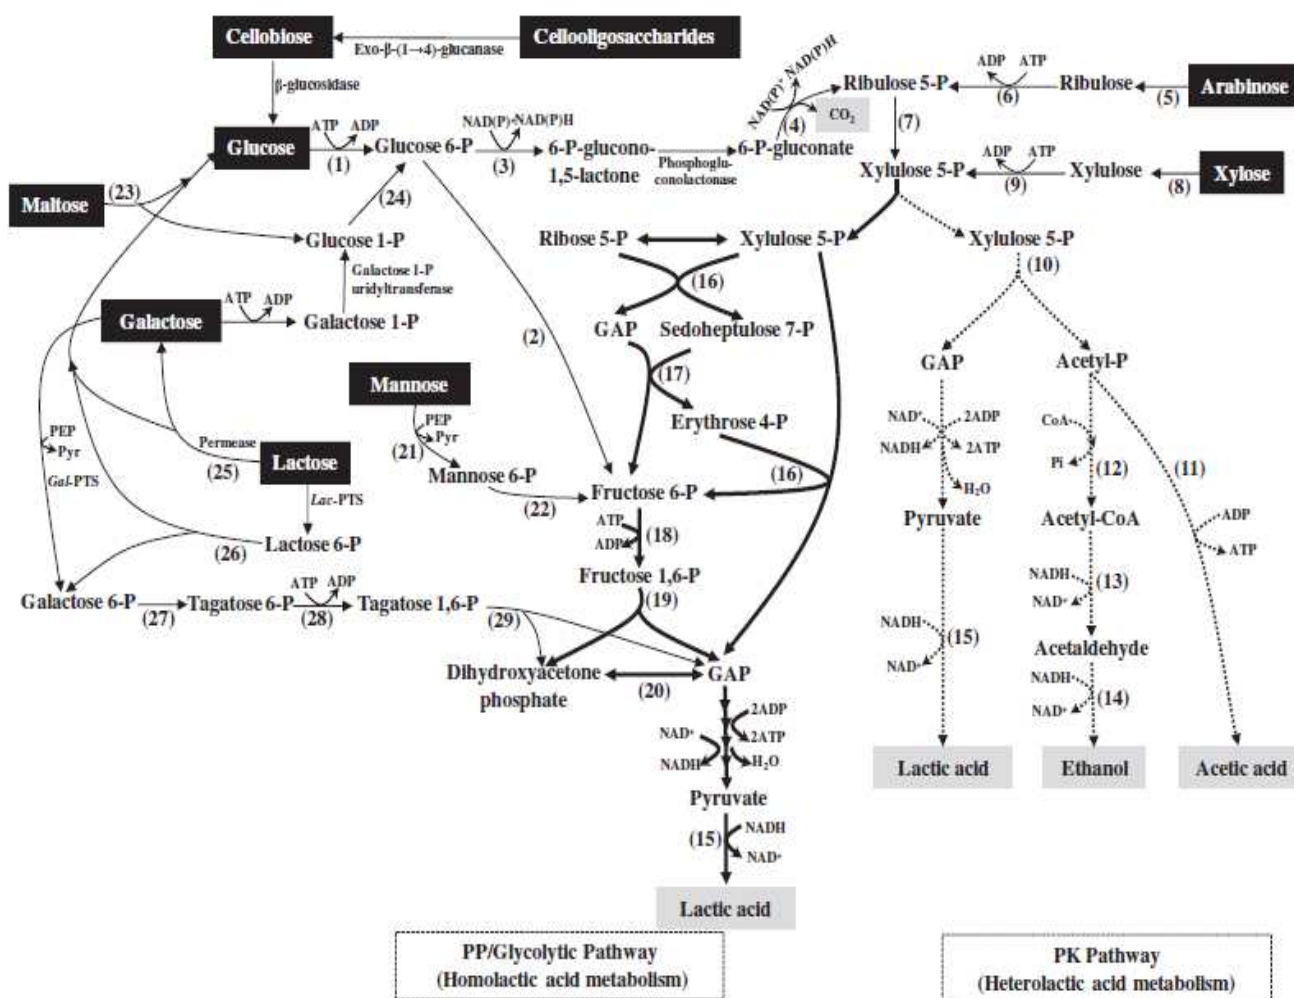 Cellobiose
Exo-β-(1→4)-glucanase
Cellooligosaccharides
β-glucosidase
Glucose
ATP
ADP
(1)
Glucose 6-P
NAD(P)⁺
NAD(P)H
(3)
6-P-glucono-
1,5-lactone
Phosphoglu-
conolactonase
6-P-gluconate
NAD(P)⁺
NAD(P)H
(4)
CO₂
Ribulose 5-P
ADP
ATP
(6)
Ribulose
(5)
Arabinose
(7)
Xylulose 5-P
ADP
ATP
(9)
Xylulose
(8)
Xylose
Maltose
(23)
(24)
Glucose 1-P
Galactose 1-P
uridyltransferase
Galactose
ATP
ADP
Galactose 1-P
(2)
Ribose 5-P
Xylulose 5-P
(16)
GAP
Sedoheptulose 7-P
(17)
Erythrose 4-P
(16)
Xylulose 5-P
(10)
GAP
Acetyl-P
NAD⁺
2ADP
NADH
2ATP
H₂O
CoA
Pi
(12)
(11)
ADP
ATP
Pyruvate
Acetyl-CoA
NADH
NAD⁺
(13)
NADH
NAD⁺
(15)
Acetaldehyde
NADH
NAD⁺
(14)
Lactic acid
Ethanol
Acetic acid
Mannose
PEP
Pyr
(21)
Mannose 6-P
(22)
Fructose 6-P
PEP
Pyr
Gal-PTS
Permease
(25)
Lactose
Lac-PTS
(26)
Lactose 6-P
ATP
ADP
(18)
Fructose 1,6-P
(19)
Galactose 6-P
(27)
Tagatose 6-P
ATP
ADP
(28)
Tagatose 1,6-P
(29)
Dihydroxyacetone
phosphate
(20)
GAP
2ADP
2ATP
NAD⁺
NADH
H₂O
Pyruvate
(15)
NADH
NAD⁺
Lactic acid
PP/Glycolytic Pathway
(Homolactic acid metabolism)
PK Pathway
(Heterolactic acid metabolism)